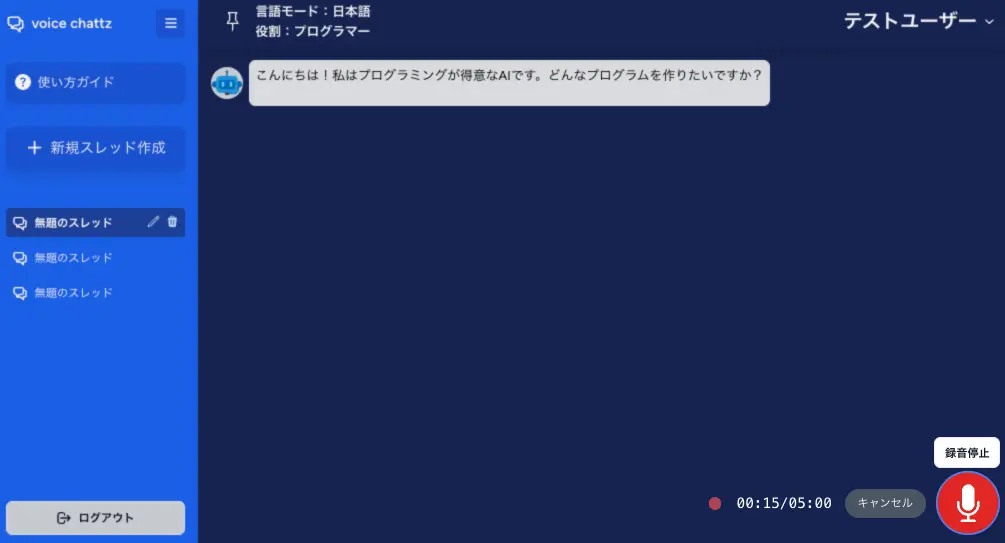 voice chattz
言語モード：日本語
役割：プログラマー
テストユーザー
? 使い方ガイド
こんにちは！私はプログラミングが得意なAIです。どんなプログラムを作りたいですか？
+ 新規スレッド作成
無題のスレッド
無題のスレッド
無題のスレッド
録音停止
00:15/05:00
キャンセル
ログアウト